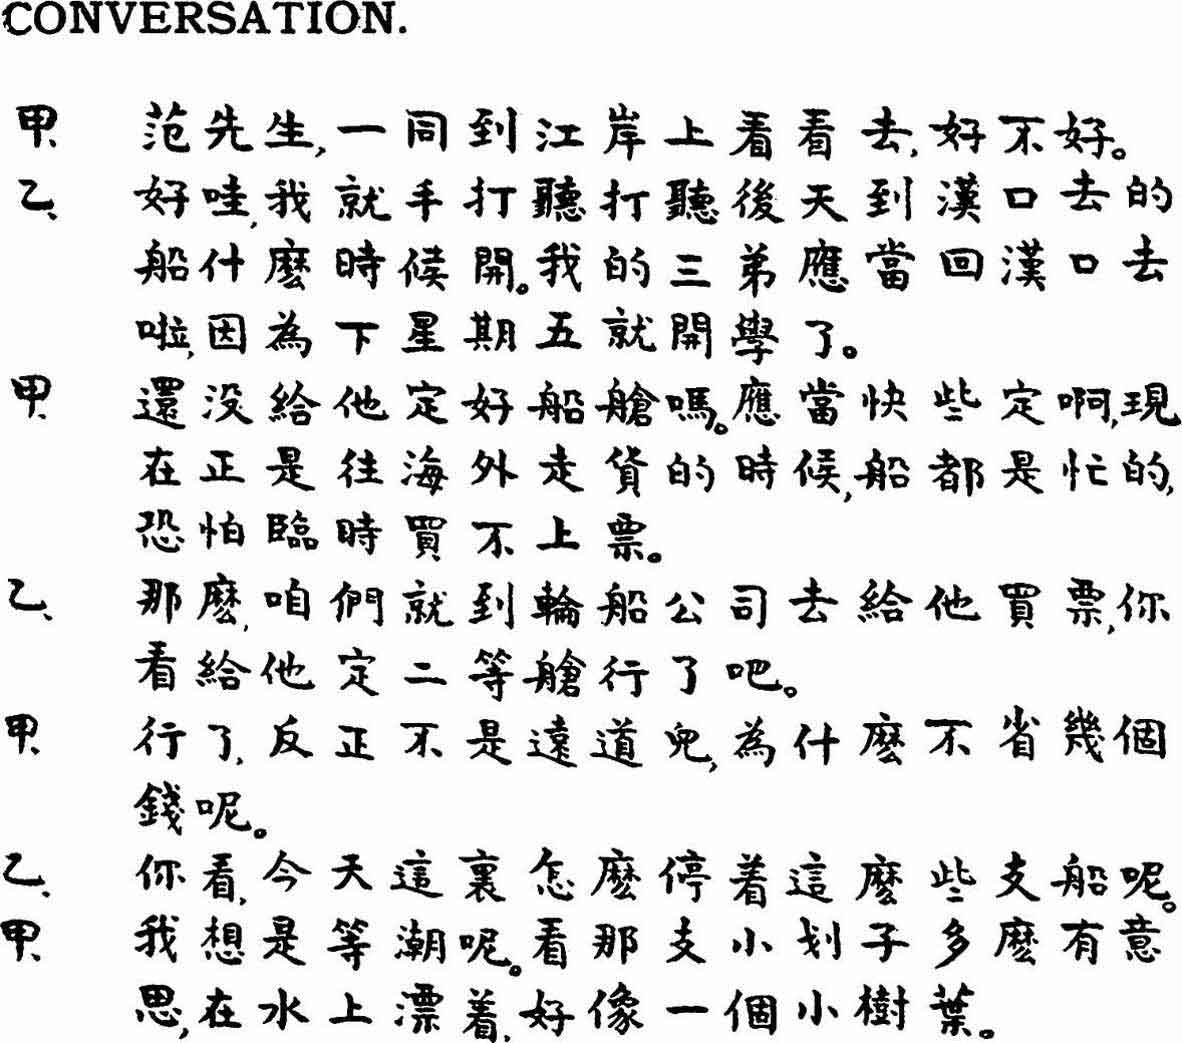 CONVERSATION.
甲、 范先生,一同到江岸上看看去,好不好。
乙、 好哇,我就手打聽打聽後天到漢口去的
船什麽時候開。我的三弟應當回漢口去
啦,因為下星期五就開學了。
甲、 還没給他定好船艙嗎。應當快些定啊,現
在正是往海外走貨的時候,船都是忙的,
恐怕臨時買不上票。
乙、 那麽,咱們就到輪船公司去給他買票,你
看給他定二等艙行了吧。
甲、 行了,反正不是遠道兒,為什麽不省幾個
錢呢。
乙、 你看,今天這裏怎麽停着這麽些支船呢。
甲、 我想是等潮呢。看那支小划子多麽有意
思,在水上漂着,好像一個小樹葉。